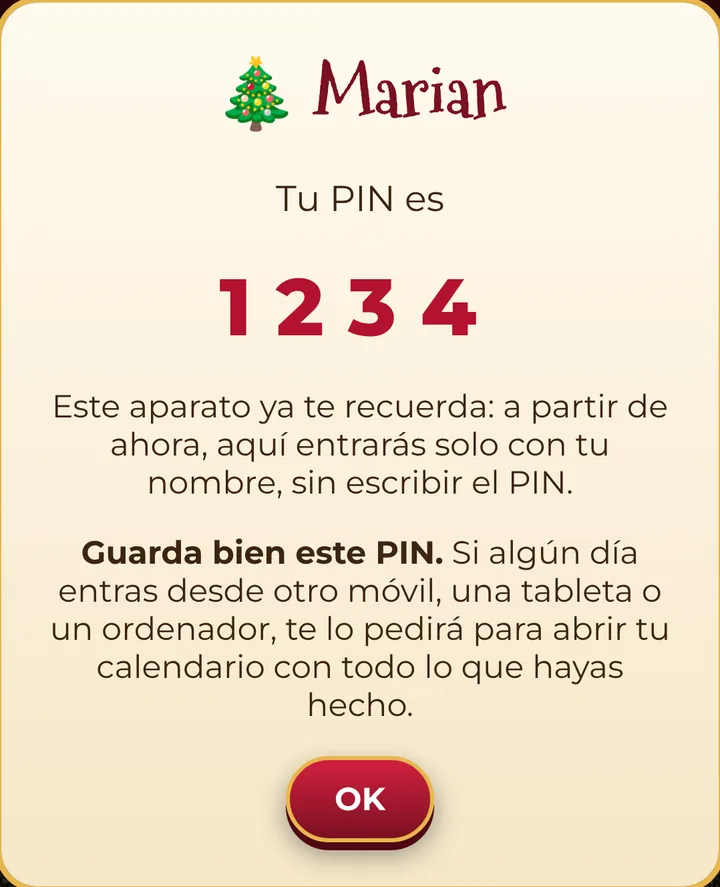 Marian
Tu PIN es
1 2 3 4
Este aparato ya te recuerda: a partir de
ahora, aquí entrarás solo con tu
nombre, sin escribir el PIN.
Guarda bien este PIN. Si algún día
entras desde otro móvil, una tableta o
un ordenador, te lo pedirá para abrir tu
calendario con todo lo que hayas
hecho.
OK